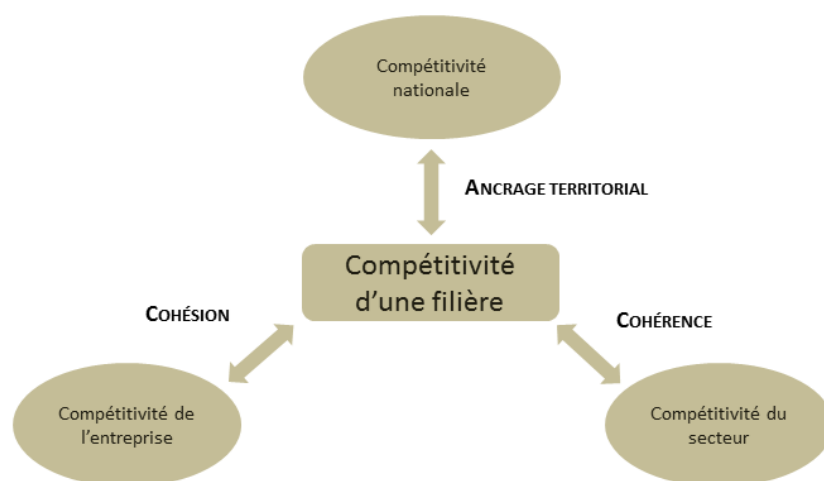 Compétitivité
nationale
ANCRAGE TERRITORIAL
Compétitivité
d'une filière
COHÉSION
COHÉRENCE
Compétitivité de
l'entreprise
Compétitivité du
secteur